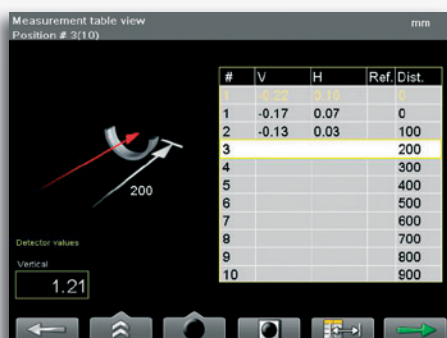 Measurement table view mm
Position # 3(10)
# V H Ref. Dist.
1 -0.22 0.10 0
1 -0.17 0.07 0
2 -0.13 0.03 100
3 200
4 300
5 400
6 500
7 600
8 700
9 800
10 900
200
Detector values
Vertical
1.21